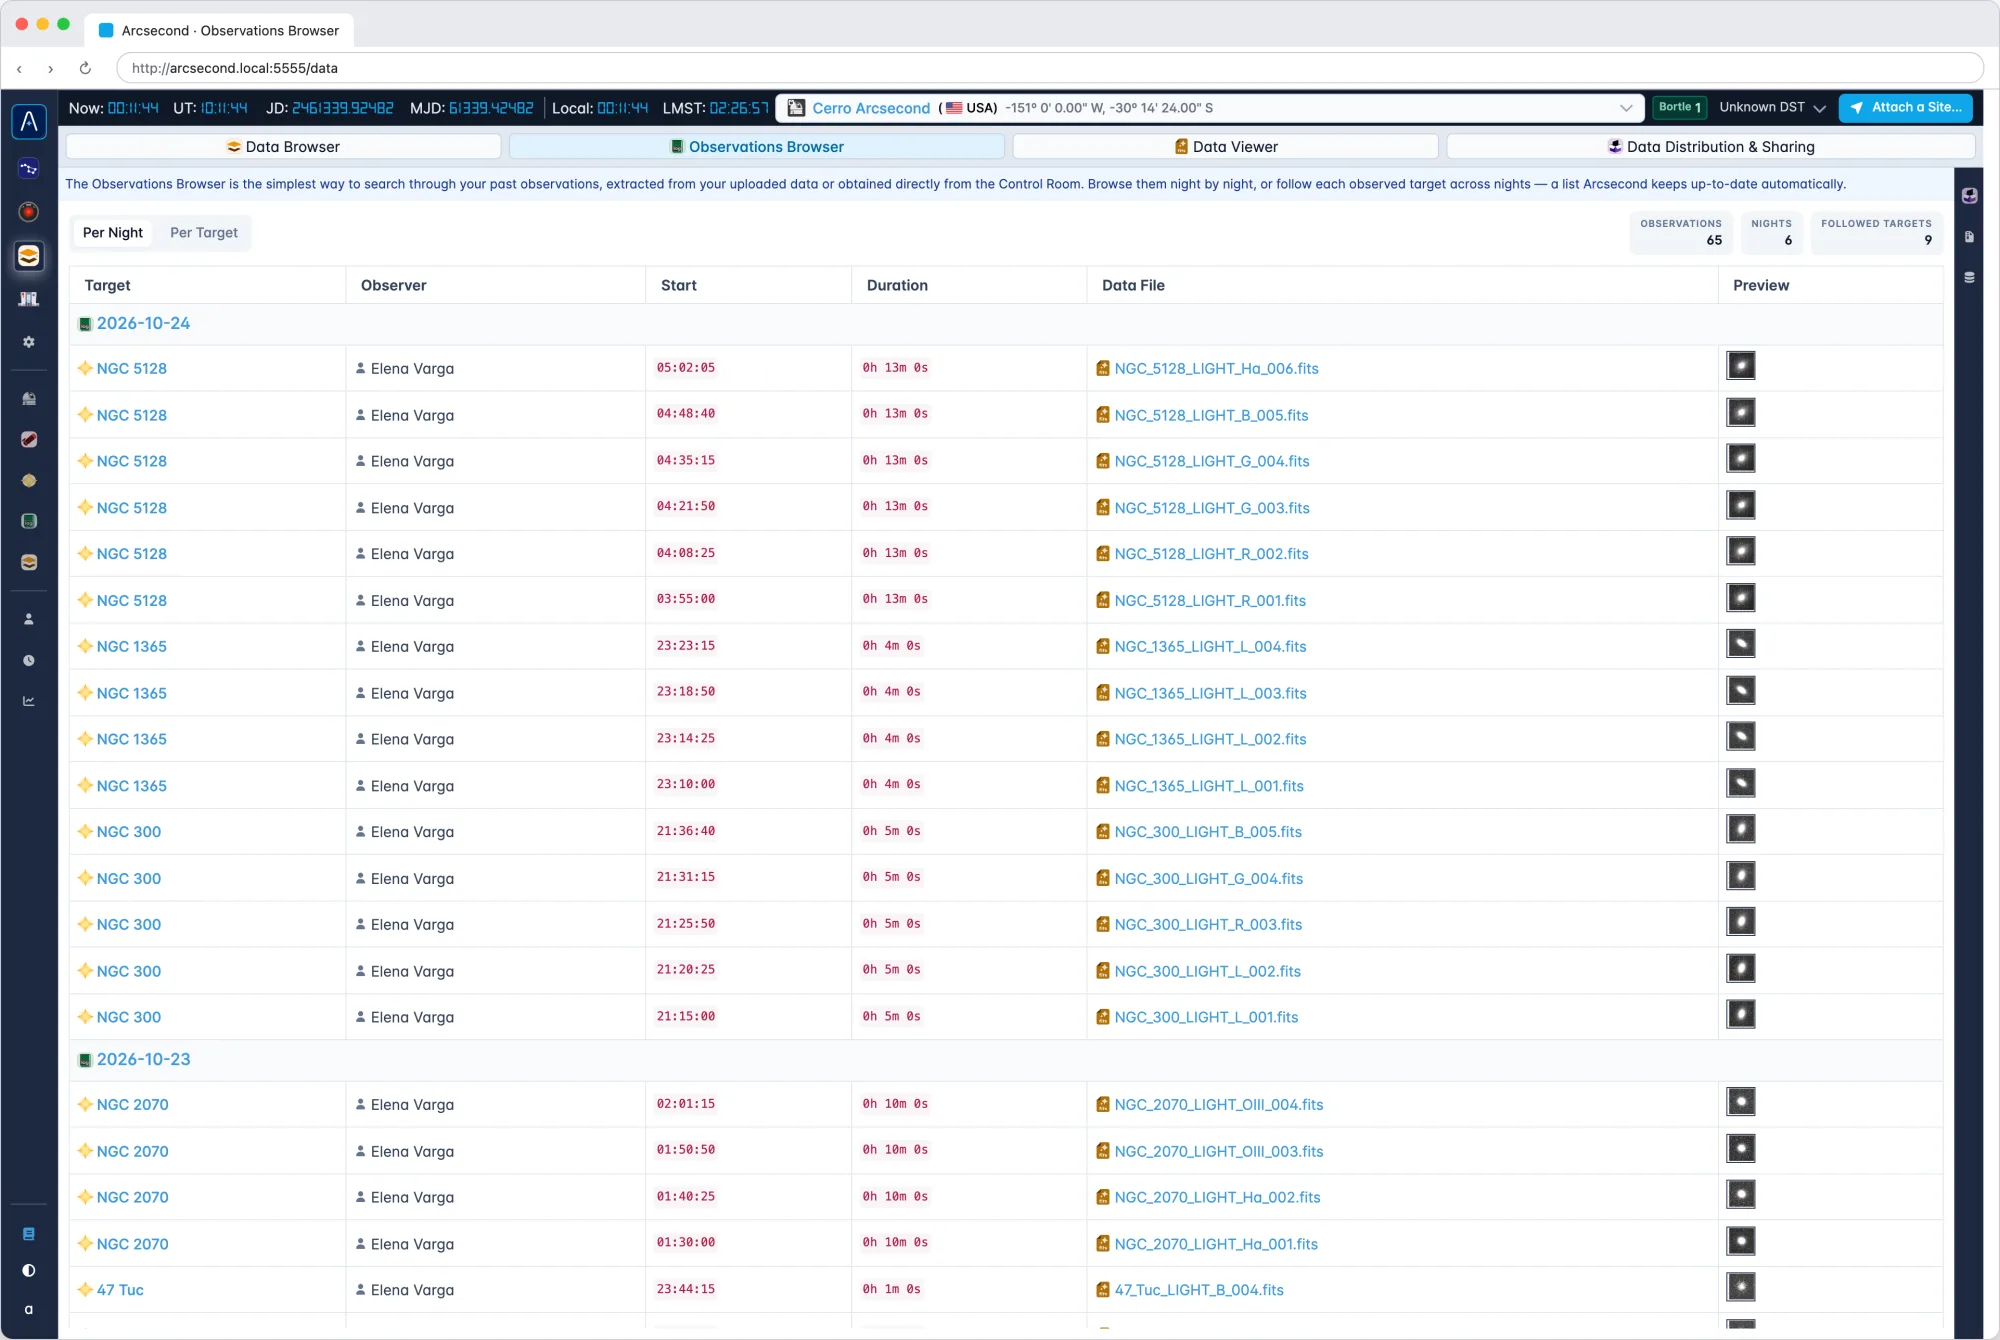 Arcsecond · Observations Browser
http://arcsecond.local:5555/data
Now: 00:11:44 UT: 10:11:44 JD: 2461339.92482 MJD: 61339.42482 Local: 00:11:44 LMST: 02:26:57 Cerro Arcsecond (USA) -151° 0' 0.00" W, -30° 14' 24.00" S Bortle 1 Unknown DST Attach a Site...
Data Browser Observations Browser Data Viewer Data Distribution & Sharing
The Observations Browser is the simplest way to search through your past observations, extracted from your uploaded data or obtained directly from the Control Room. Browse them night by night, or follow each observed target across nights — a list Arcsecond keeps up-to-date automatically.
Per Night Per Target
OBSERVATIONS 65 NIGHTS 6 FOLLOWED TARGETS 9
Target Observer Start Duration Data File Preview
2026-10-24
NGC 5128 Elena Varga 05:02:05 0h 13m 0s NGC_5128_LIGHT_Ha_006.fits
NGC 5128 Elena Varga 04:48:40 0h 13m 0s NGC_5128_LIGHT_B_005.fits
NGC 5128 Elena Varga 04:35:15 0h 13m 0s NGC_5128_LIGHT_G_004.fits
NGC 5128 Elena Varga 04:21:50 0h 13m 0s NGC_5128_LIGHT_G_003.fits
NGC 5128 Elena Varga 04:08:25 0h 13m 0s NGC_5128_LIGHT_R_002.fits
NGC 5128 Elena Varga 03:55:00 0h 13m 0s NGC_5128_LIGHT_R_001.fits
NGC 1365 Elena Varga 23:23:15 0h 4m 0s NGC_1365_LIGHT_L_004.fits
NGC 1365 Elena Varga 23:18:50 0h 4m 0s NGC_1365_LIGHT_L_003.fits
NGC 1365 Elena Varga 23:14:25 0h 4m 0s NGC_1365_LIGHT_L_002.fits
NGC 1365 Elena Varga 23:10:00 0h 4m 0s NGC_1365_LIGHT_L_001.fits
NGC 300 Elena Varga 21:36:40 0h 5m 0s NGC_300_LIGHT_B_005.fits
NGC 300 Elena Varga 21:31:15 0h 5m 0s NGC_300_LIGHT_G_004.fits
NGC 300 Elena Varga 21:25:50 0h 5m 0s NGC_300_LIGHT_R_003.fits
NGC 300 Elena Varga 21:20:25 0h 5m 0s NGC_300_LIGHT_L_002.fits
NGC 300 Elena Varga 21:15:00 0h 5m 0s NGC_300_LIGHT_L_001.fits
2026-10-23
NGC 2070 Elena Varga 02:01:15 0h 10m 0s NGC_2070_LIGHT_OIII_004.fits
NGC 2070 Elena Varga 01:50:50 0h 10m 0s NGC_2070_LIGHT_OIII_003.fits
NGC 2070 Elena Varga 01:40:25 0h 10m 0s NGC_2070_LIGHT_Ha_002.fits
NGC 2070 Elena Varga 01:30:00 0h 10m 0s NGC_2070_LIGHT_Ha_001.fits
47 Tuc Elena Varga 23:44:15 0h 1m 0s 47_Tuc_LIGHT_B_004.fits
a